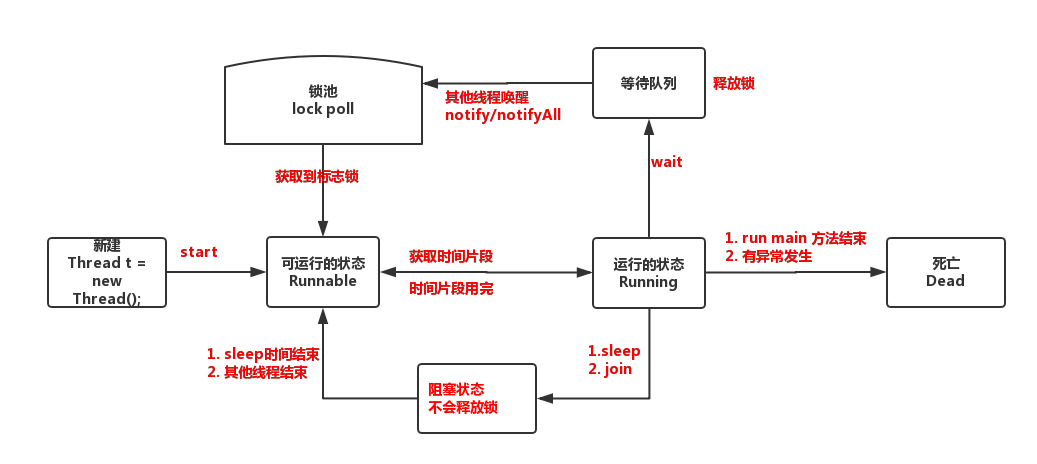 锁池
lock poll
等待队列
释放锁
其他线程唤醒
notify/notifyAll
wait
获取到标志锁
新建
Thread t =
new
Thread();
start
可运行的状态
Runnable
获取时间片段
时间片段用完
运行的状态
Running
1. run main 方法结束
2. 有异常发生
死亡
Dead
1. sleep时间结束
2. 其他线程结束
阻塞状态
不会释放锁
1.sleep
2. join